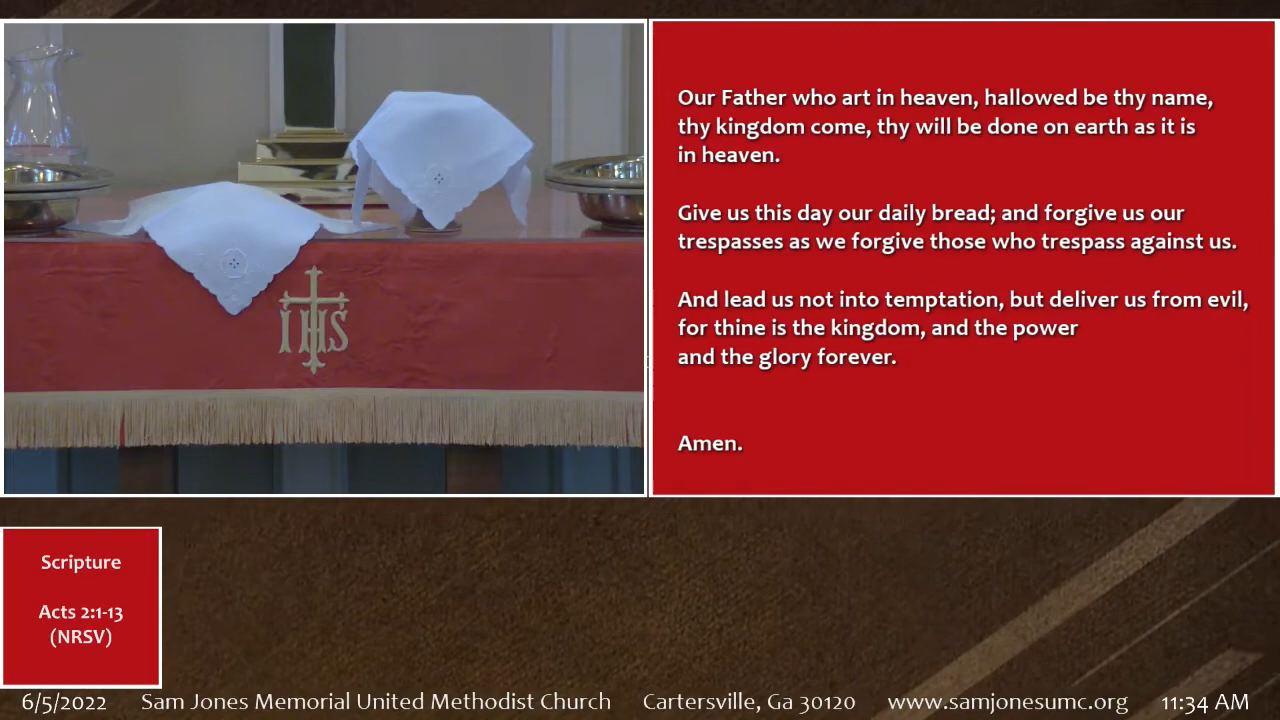 IHS
Our Father who art in heaven, hallowed be thy name,
thy kingdom come, thy will be done on earth as it is
in heaven.
Give us this day our daily bread; and forgive us our
trespasses as we forgive those who trespass against us.
And lead us not into temptation, but deliver us from evil,
for thine is the kingdom, and the power
and the glory forever.
Amen.
Scripture
Acts 2:1-13
(NRSV)
6/5/2022 Sam Jones Memorial United Methodist Church Cartersville, Ga 30120 www.samjonesumc.org 11:34 AM